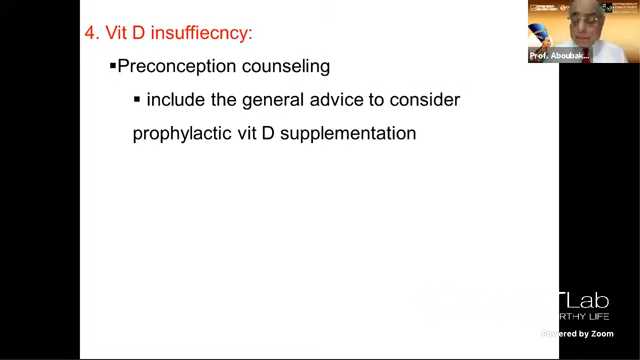 4. Vit D insuffiecncy:
▪Preconception counseling
▪ include the general advice to consider
prophylactic vit D supplementation
Prof. Aboubak...
TLab
RTHY LIFE
Powered by Zoom